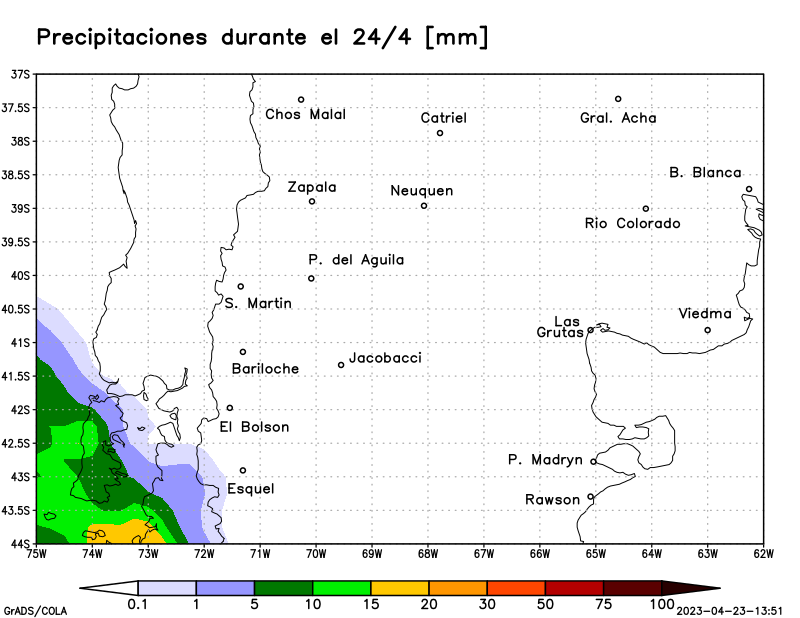 Precipitaciones durante el 24/4 [mm]
37S
37.5S
38S
38.5S
39S
39.5S
40S
40.5S
41S
41.5S
42S
42.5S
43S
43.5S
44S
Chos Malal
Catriel
Gral. Acha
B. Blanca
Zapala
Neuquen
Rio Colorado
P. del Aguila
S. Martin
Viedma
Las
Grutas
Jacobacci
Bariloche
El Bolson
P. Madryn
Esquel
Rawson
75W 74W 73W 72W 71W 70W 69W 68W 67W 66W 65W 64W 63W 62W
0.1 1 5 10 15 20 30 50 75 100
GrADS/COLA
2023-04-23-13:51